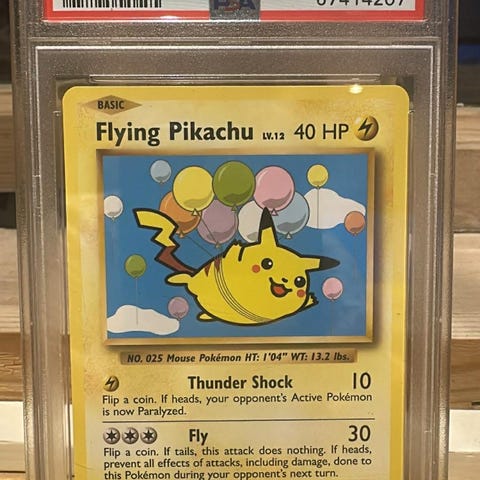 PSA
BASIC
Flying Pikachu LV.12 40 HP
NO. 025 Mouse Pokémon HT: 1'04" WT: 13.2 lbs.
Thunder Shock 10
Flip a coin. If heads, your opponent's Active Pokémon
is now Paralyzed.
Fly 30
Flip a coin. If tails, this attack does nothing. If heads,
prevent all effects of attacks, including damage, done to
this Pokémon during your opponent's next turn.